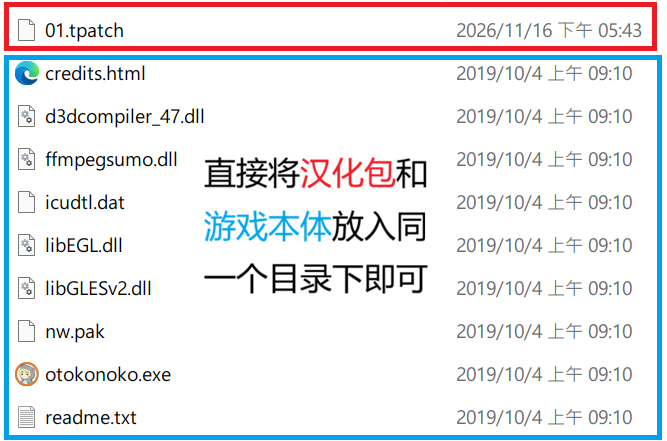 01.tpatch 2026/11/16 下午 05:43
credits.html 2019/10/4 上午 09:10
d3dcompiler_47.dll 2019/10/4 上午 09:10
ffmpegsumo.dll 2019/10/4 上午 09:10
icudtl.dat 2019/10/4 上午 09:10
libEGL.dll 2019/10/4 上午 09:10
libGLESv2.dll 2019/10/4 上午 09:10
nw.pak 2019/10/4 上午 09:10
otokonoko.exe 2019/10/4 上午 09:10
readme.txt 2019/10/4 上午 09:10
直接将汉化包和
游戏本体放入同
一个目录下即可